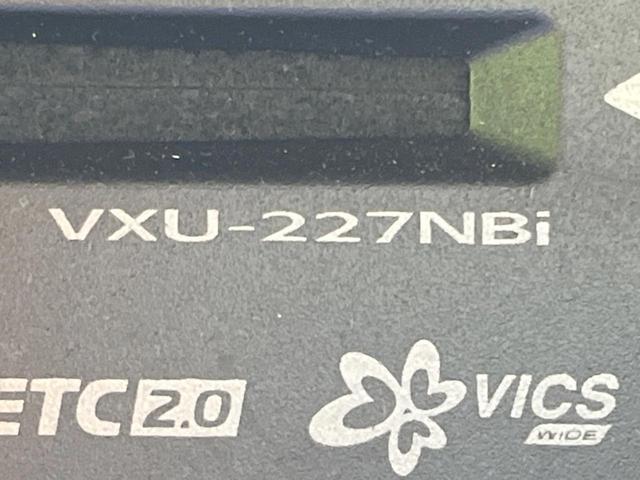 VXU-227NBi
ETC 2.0
VICS
WIDE